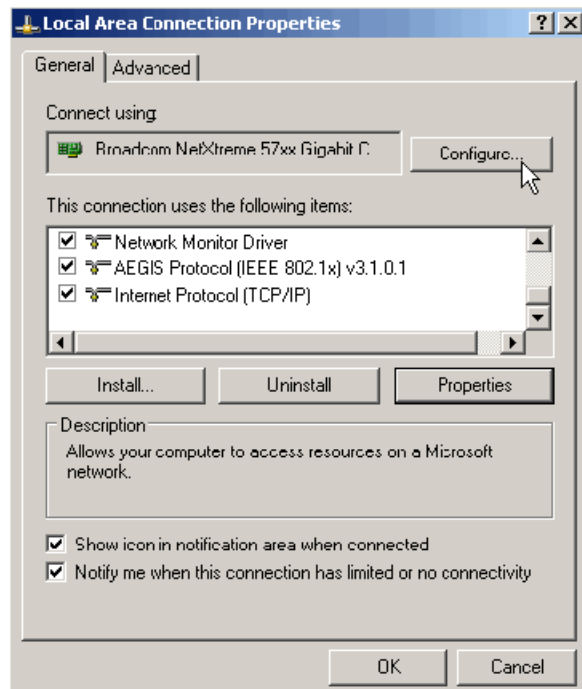 Local Area Connection Properties
General
Advanced
Connect using:
Broadcom NetXtreme 57xx Gigabit C
Configure...
This connection uses the following items:
Network Monitor Driver
AEGIS Protocol (IEEE 802.1x) v3.1.0.1
Internet Protocol (TCP/IP)
Install...
Uninstall
Properties
Description
Allows your computer to access resources on a Microsoft
network.
Show icon in notification area when connected
Notify me when this connection has limited or no connectivity
OK
Cancel